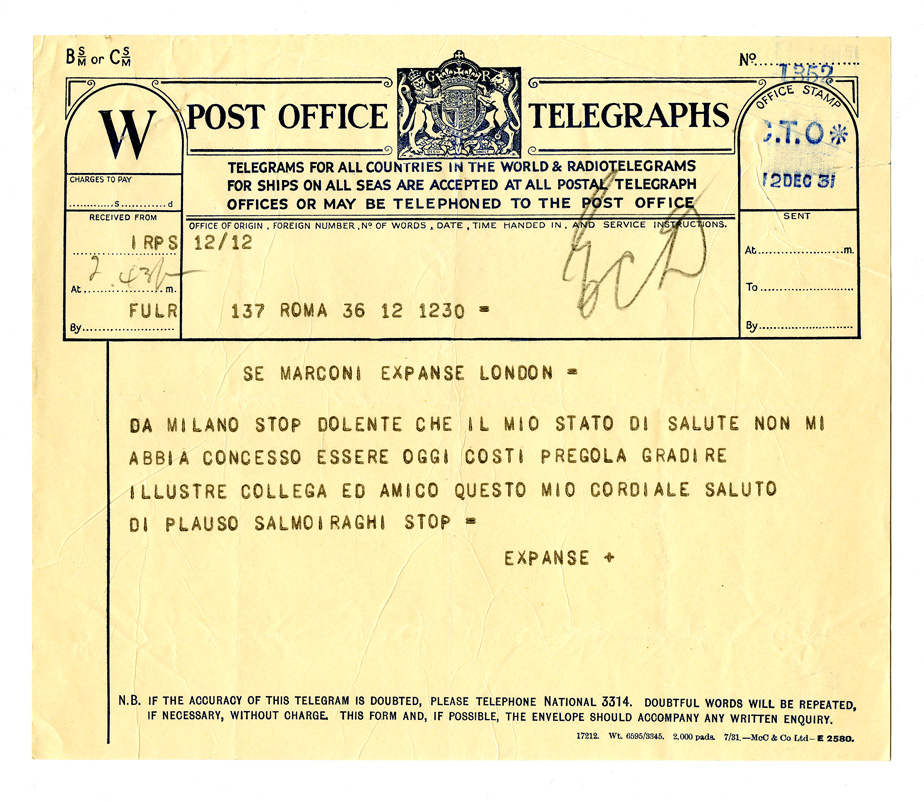 B S/M or C S/M
No 1352
W
POST OFFICE TELEGRAPHS
G R
OFFICE STAMP
C.T.O*
12 DEC 31
TELEGRAMS FOR ALL COUNTRIES IN THE WORLD & RADIOTELEGRAMS
FOR SHIPS ON ALL SEAS ARE ACCEPTED AT ALL POSTAL TELEGRAPH
OFFICES OR MAY BE TELEPHONED TO THE POST OFFICE
CHARGES TO PAY
s d
RECEIVED FROM
OFFICE OF ORIGIN, FOREIGN NUMBER, No OF WORDS, DATE, TIME HANDED IN, AND SERVICE INSTRUCTIONS.
SENT
IRPS 12/12
At 2.43 m.
FULR 137 ROMA 36 12 1230 =
By
At m.
To
By
SE MARCONI EXPANSE LONDON =
DA MILANO STOP DOLENTE CHE IL MIO STATO DI SALUTE NON MI
ABBIA CONCESSO ESSERE OGGI COSTI PREGOLA GRADIRE
ILLUSTRE COLLEGA ED AMICO QUESTO MIO CORDIALE SALUTO
DI PLAUSO SALMOIRAGHI STOP =
EXPANSE +
N.B. IF THE ACCURACY OF THIS TELEGRAM IS DOUBTED, PLEASE TELEPHONE NATIONAL 3314. DOUBTFUL WORDS WILL BE REPEATED,
IF NECESSARY, WITHOUT CHARGE. THIS FORM AND, IF POSSIBLE, THE ENVELOPE SHOULD ACCOMPANY ANY WRITTEN ENQUIRY.
17212. Wt. 6595/3345. 2,000 pads. 7/31.—McC & Co Ltd— E 2580.